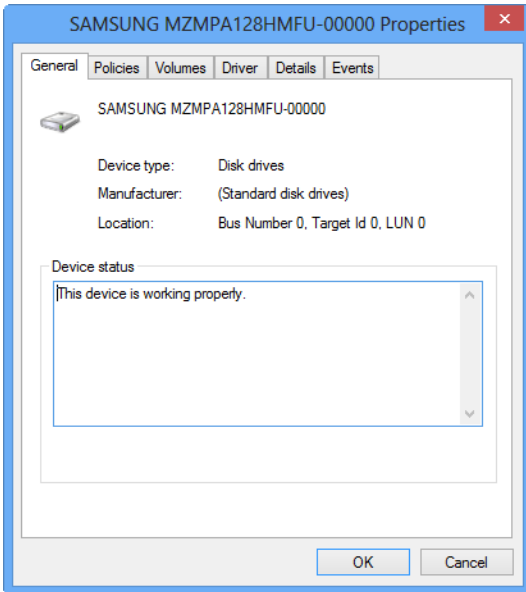 SAMSUNG MZMPA128HMFU-00000 Properties
General Policies Volumes Driver Details Events
SAMSUNG MZMPA128HMFU-00000
Device type: Disk drives
Manufacturer: (Standard disk drives)
Location: Bus Number 0, Target Id 0, LUN 0
Device status
This device is working properly.
OK Cancel